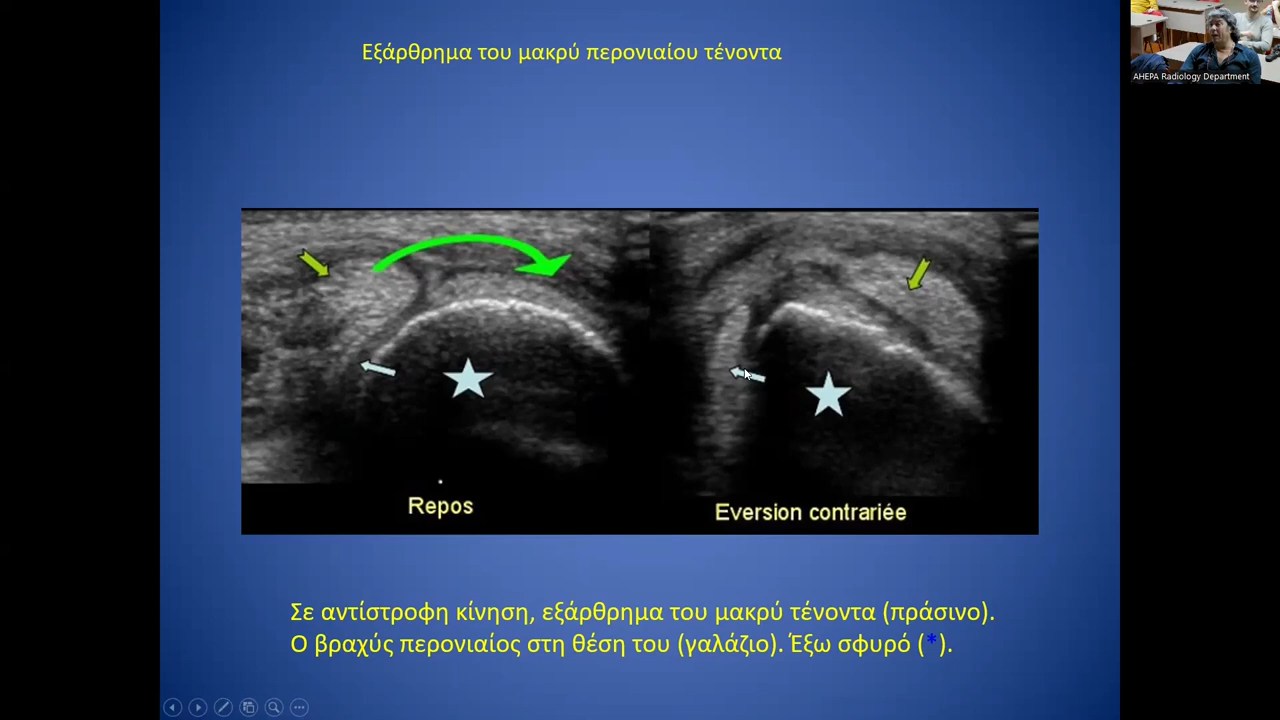 Εξάρθρημα του μακρύ περονιαίου τένοντα
AHEPA Radiology Department
Repos
Eversion contrariée
Σε αντίστροφη κίνηση, εξάρθρημα του μακρύ τένοντα (πράσινο).
Ο βραχύς περονιαίος στη θέση του (γαλάζιο). Έξω σφυρό (*).